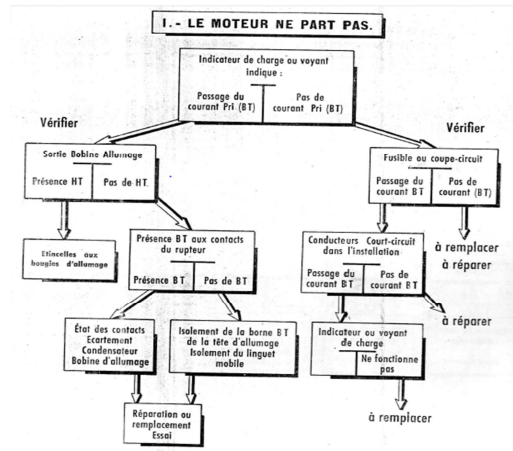 I.- LE MOTEUR NE PART PAS.
Indicateur de charge ou voyant
indique :
Passage du
courant Pri (BT)
Pas de
courant Pri (BT)
Vérifier
Vérifier
Sortie Bobine Allumage
Présence HT
Pas de HT.
Fusible ou coupe-circuit
Passage du
courant BT
Pas de
courant (BT)
Etincelles aux
bougies d'allumage
Présence BT aux contacts
du rupteur
Présence BT
Pas de BT
Conducteurs Court-circuit
dans l'installation
Passage du
courant BT
Pas de
courant BT
à remplacer
à réparer
à réparer
État des contacts
Ecartement
Condensateur
Bobine d'allumage
Isolement de la borne BT
de la tête d'allumage
Isolement du linguet
mobile
Indicateur ou voyant
de charge
Ne fonctionne
pas
Réparation ou
remplacement
Essai
à remplacer